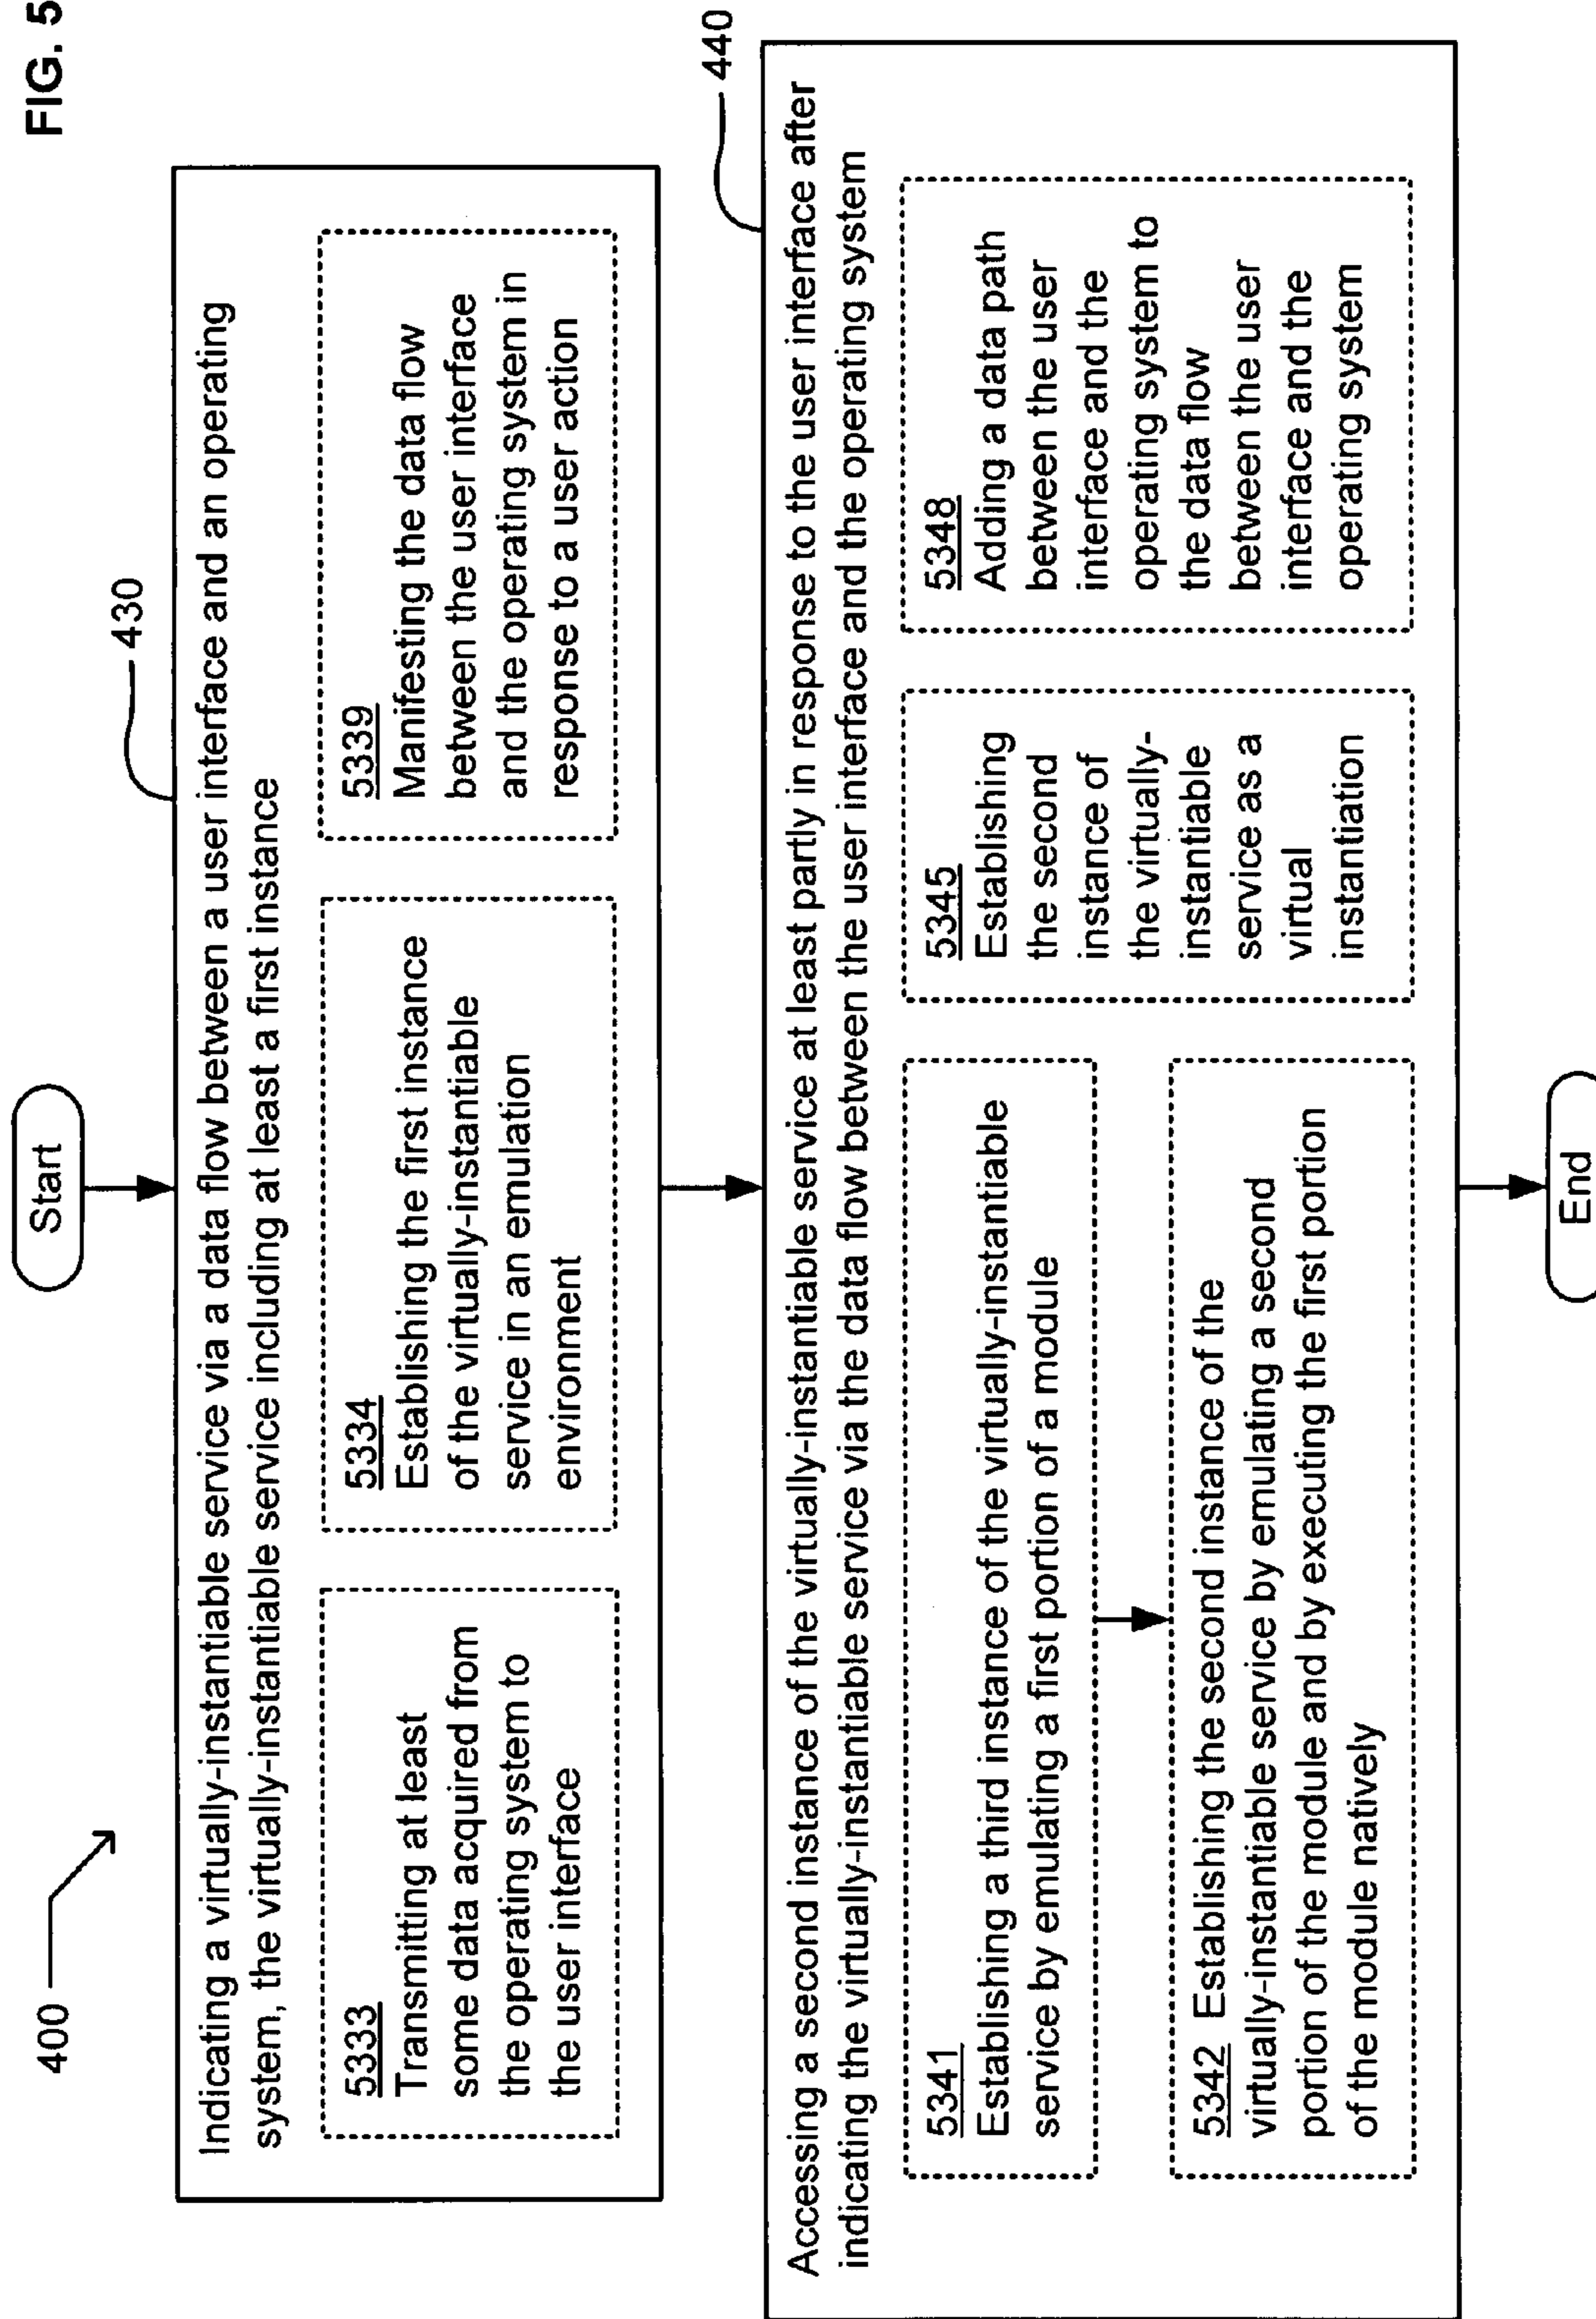 FIG. 5
400
Start
430
Indicating a virtually-instantiable service via a data flow between a user interface and an operating
system, the virtually-instantiable service including at least a first instance
5333
Transmitting at least
some data acquired from
the operating system to
the user interface
5334
Establishing the first instance
of the virtually-instantiable
service in an emulation
environment
5339
Manifesting the data flow
between the user interface
and the operating system in
response to a user action
440
Accessing a second instance of the virtually-instantiable service at least partly in response to the user interface after
indicating the virtually-instantiable service via the data flow between the user interface and the operating system
5341
Establishing a third instance of the virtually-instantiable
service by emulating a first portion of a module
5342 Establishing the second instance of the
virtually-instantiable service by emulating a second
portion of the module and by executing the first portion
of the module natively
5345
Establishing
the second
instance of
the virtually-
instantiable
service as a
virtual
instantiation
5348
Adding a data path
between the user
interface and the
operating system to
the data flow
between the user
interface and the
operating system
End